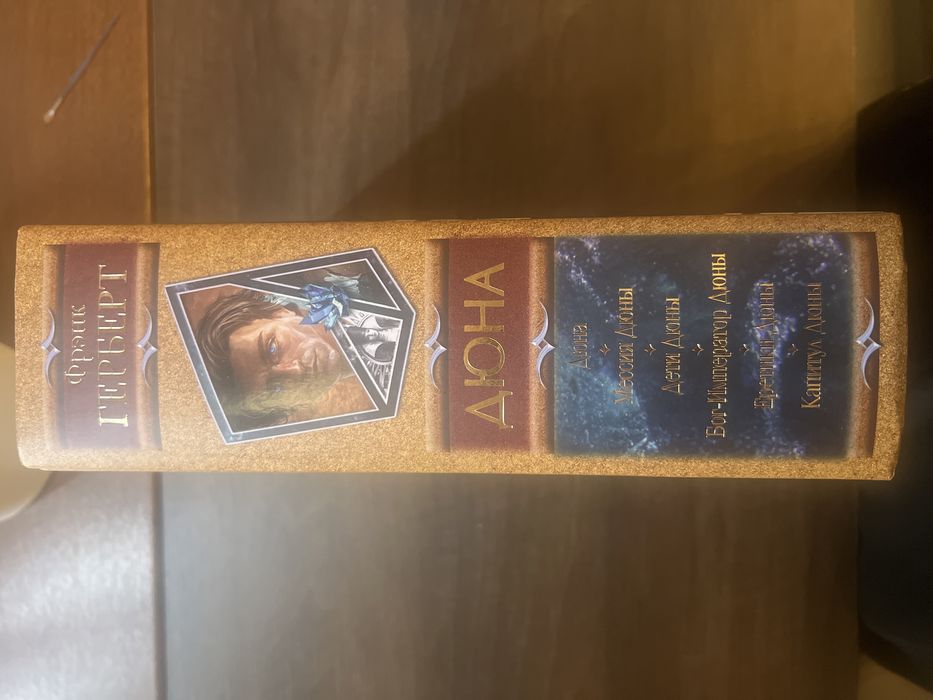 Фрэнк
ГЕРБЕРТ
ДЮНА
Дюна
Мессия Дюны
Дети Дюны
Бог-Император Дюны
Еретики Дюны
Капитул Дюны